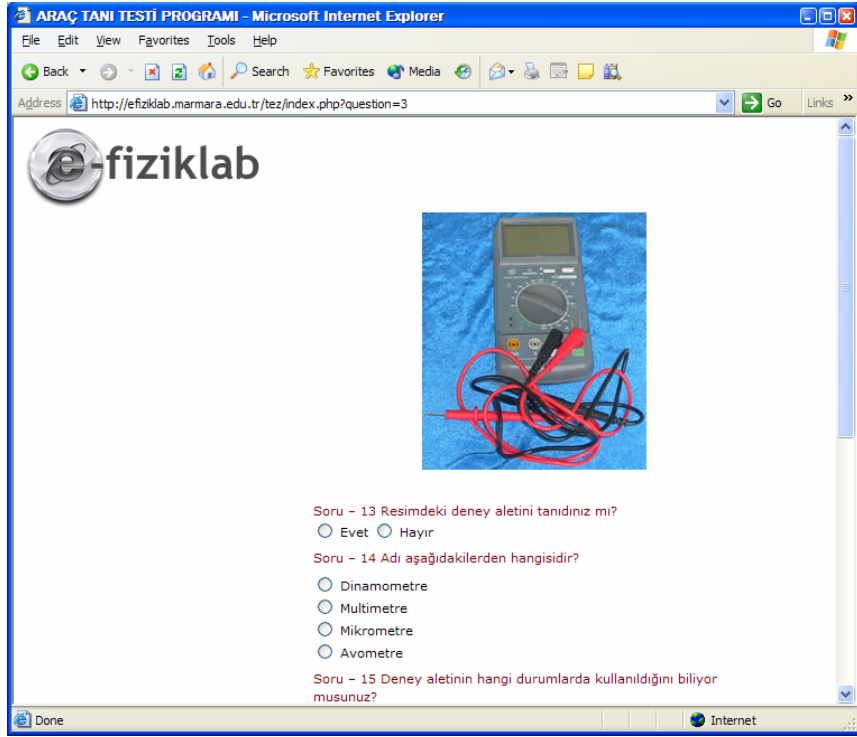 ARAÇ TANI TESTİ PROGRAMI - Microsoft Internet Explorer
File Edit View Favorites Tools Help
Back Search Favorites Media
Address http://efiziklab.marmara.edu.tr/tez/index.php?question=3 Go Links »
e-fiziklab
Soru – 13 Resimdeki deney aletini tanıdınız mı?
Evet Hayır
Soru – 14 Adı aşağıdakilerden hangisidir?
Dinamometre
Multimetre
Mikrometre
Avometre
Soru – 15 Deney aletinin hangi durumlarda kullanıldığını biliyor
musunuz?
Done Internet